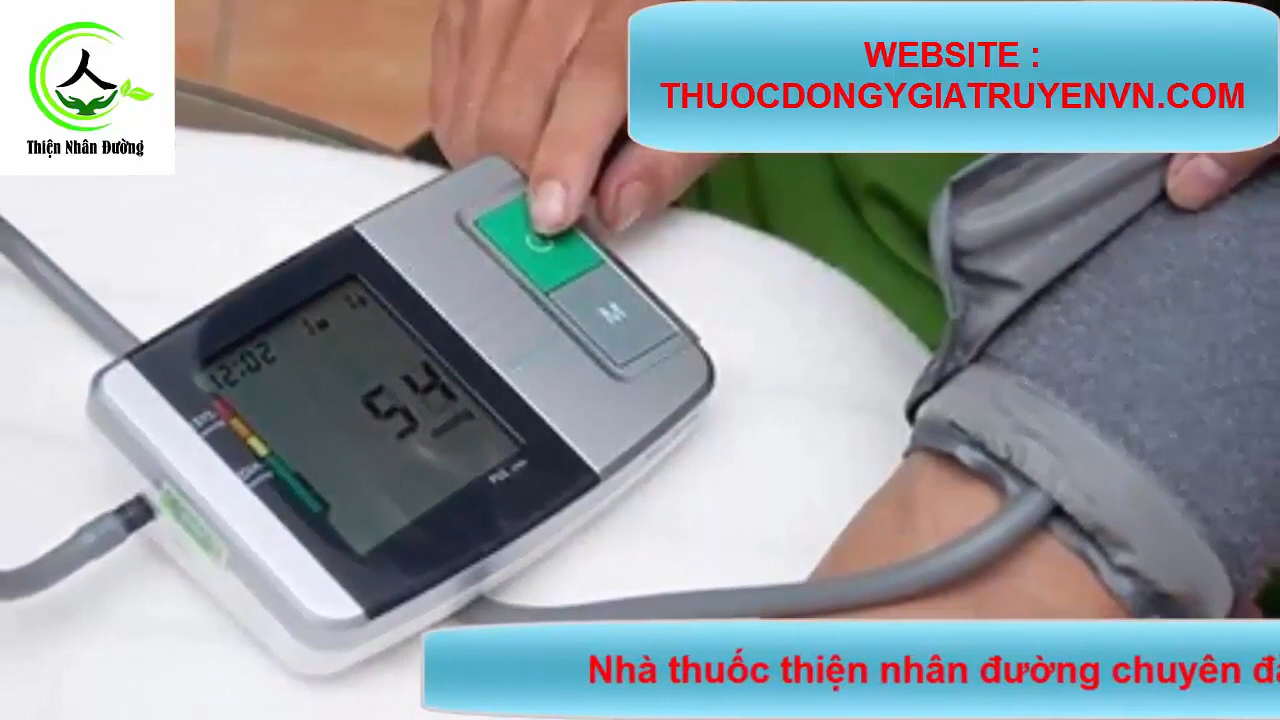 WEBSITE :
THUOCDONGYGIATRUYENVN.COM
Thiện Nhân Đường
12:02
54
M
Nhà thuốc thiện nhân đường chuyên